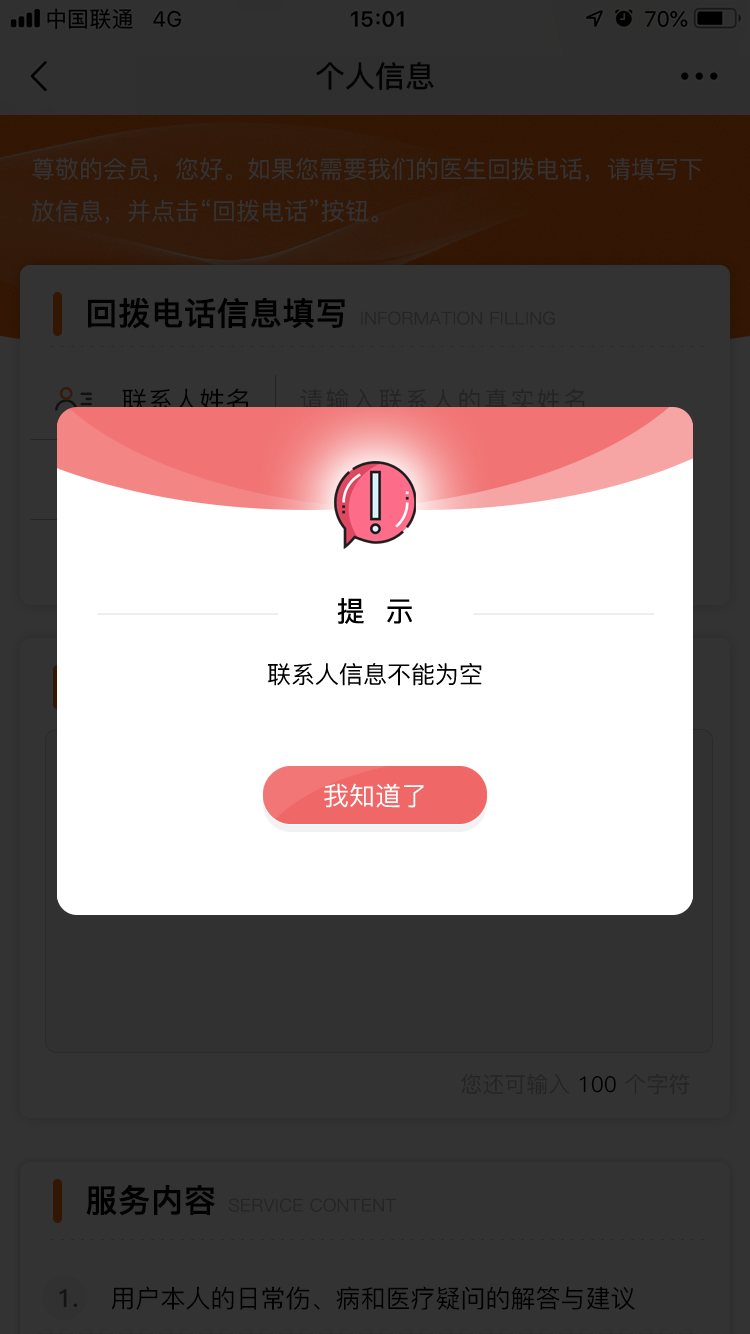 中国联通 4G 15:01 70%
个人信息
尊敬的会员，您好。如果您需要我们的医生回拨电话，请填写下
放信息，并点击“回拨电话”按钮。
回拨电话信息填写 INFORMATION FILLING
联系人姓名 请输入联系人的真实姓名
提 示
联系人信息不能为空
我知道了
您还可输入 100 个字符
服务内容 SERVICE CONTENT
1. 用户本人的日常伤、病和医疗疑问的解答与建议